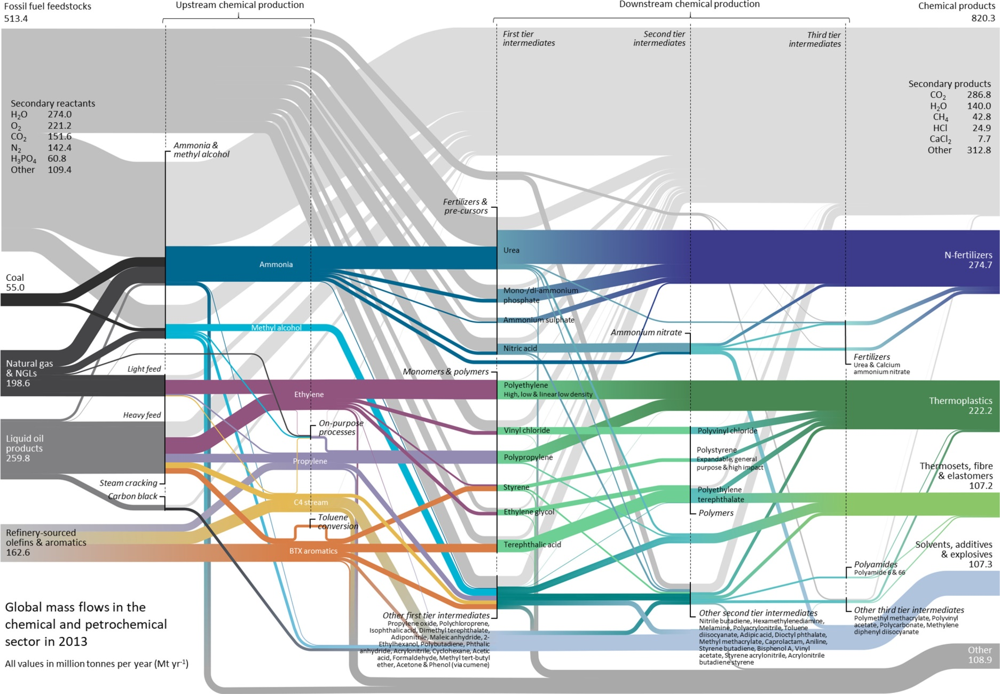 Fossil fuel feedstocks
513.4
Upstream chemical production
Downstream chemical production
Chemical products
820.3
First tier
intermediates
Second tier
intermediates
Third tier
intermediates
Secondary reactants
H₂O 274.0
O₂ 221.2
CO₂ 151.6
N₂ 142.4
H₃PO₄ 60.8
Other 109.4
Secondary products
CO₂ 286.8
H₂O 140.0
CH₄ 42.8
HCl 24.9
CaCl₂ 7.7
Other 312.8
Ammonia &
methyl alcohol
Fertilizers &
pre-cursors
Coal
55.0
Ammonia
Urea
N-fertilizers
274.7
Mono-/di-ammonium
phosphate
Ammonium sulphate
Methyl alcohol
Ammonium nitrate
Nitric acid
Fertilizers
Urea & Calcium
ammonium nitrate
Natural gas
& NGLs
198.6
Light feed
Monomers & polymers
Polyethylene
High, low & linear low density
Ethylene
Thermoplastics
222.2
Heavy feed
On-purpose
processes
Vinyl chloride
Polyvinyl chloride
Liquid oil
products
259.8
Propylene
Polypropylene
Polystyrene
Expandable, general
purpose & high impact
Thermosets, fibre
& elastomers
107.2
Steam cracking
Carbon black
Styrene
Polyethylene
terephthalate
C4 stream
Ethylene glycol
Polymers
Toluene
conversion
Refinery-sourced
olefins & aromatics
162.6
BTX aromatics
Terephthalic acid
Solvents, additives
& explosives
107.3
Polyamides
Polyamide 6 & 66
Global mass flows in the
chemical and petrochemical
sector in 2013
All values in million tonnes per year (Mt yr⁻¹)
Other first tier intermediates
Propylene oxide, Polychloroprene,
Isophthalic acid, Dimethyl terephthalate,
Adiponitrile, Maleic anhydride, 2-
Ethylhexanol, Polybutadiene, Phthalic
anhydride, Acrylonitrile, Cyclohexane, Acetic
acid, Formaldehyde, Methyl tert-butyl
ether, Acetone & Phenol (via cumene)
Other second tier intermediates
Nitrile butadiene, Hexamethylenediamine,
Melamine, Polyacrylonitrile, Toluene
diisocyanate, Adipic acid, Dioctyl phthalate,
Methyl methacrylate, Caprolactam, Aniline,
Styrene butadiene, Bisphenol A, Vinyl
acetate, Styrene acrylonitrile, Acrylonitrile
butadiene styrene
Other third tier intermediates
Polymethyl methacrylate, Polyvinyl
acetate, Polycarbonate, Methylene
diphenyl diisocyanate
Other
108.9